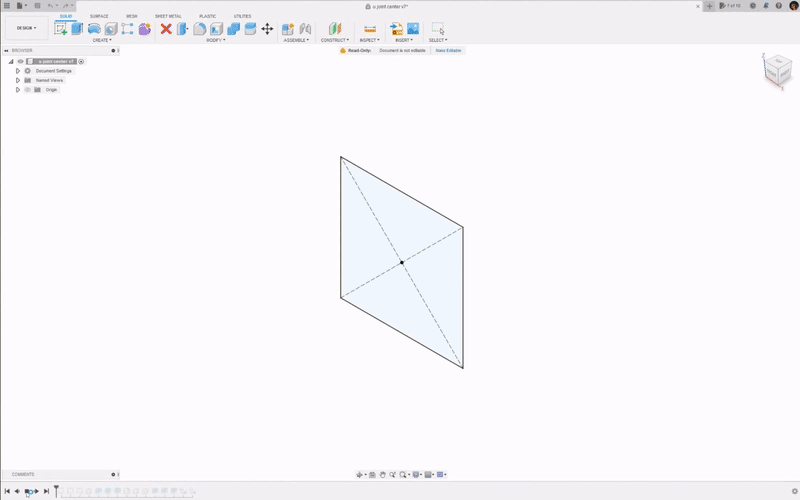 u joint center v7*
7 of 10
DESIGN
SOLID
SURFACE
MESH
SHEET METAL
PLASTIC
UTILITIES
CREATE
MODIFY
ASSEMBLE
CONSTRUCT
INSPECT
INSERT
SELECT
BROWSER
Read-Only:
Document is not editable
Make Editable
u joint center v7
Document Settings
Named Views
Origin
COMMENTS